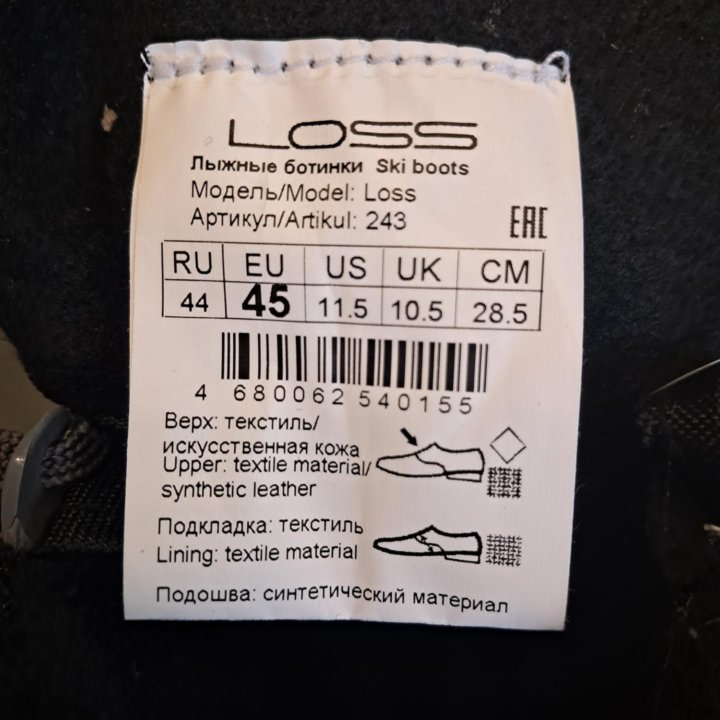 LOSS
Лыжные ботинки Ski boots
Модель/Model: Loss
Артикул/Artikul: 243
EAC
RU EU US UK CM
44 45 11.5 10.5 28.5
4 680062 540155
Верх: текстиль/
искусственная кожа
Upper: textile material/
synthetic leather
Подкладка: текстиль
Lining: textile material
Подошва: синтетический материал